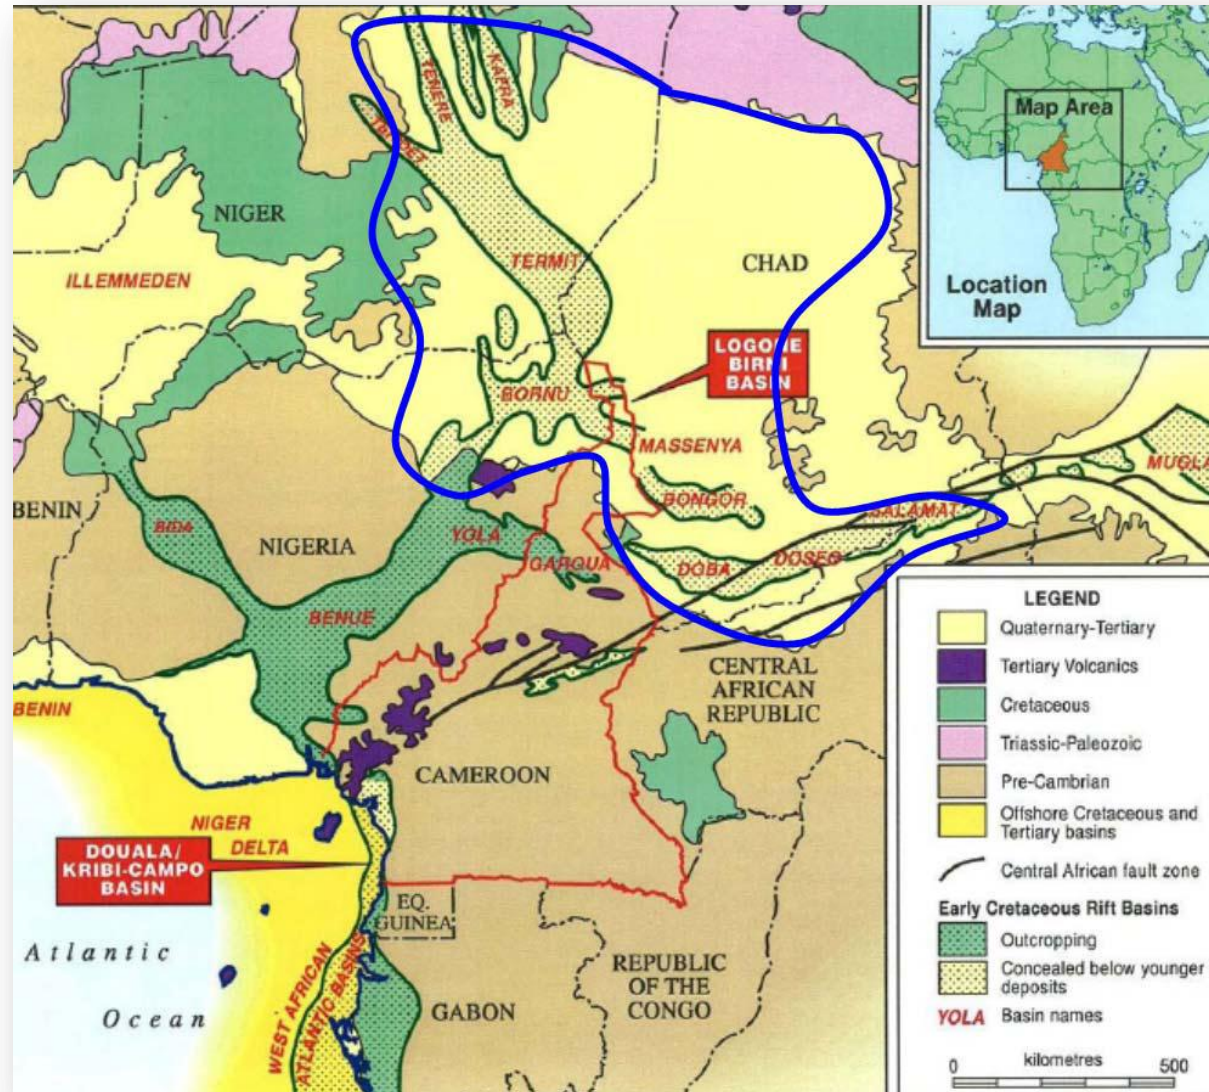 TENERE
KAFRA
NIGER
ILLEMMEDEN
TERMIT
CHAD
LOGONE
BIRNI
BASIN
BORNU
MASSENYA
BONGOR
SALAMAT
MUGLA
BENIN
BIDA
NIGERIA
YOLA
GAROUA
DOBA
DOSEO
BENUE
CENTRAL
AFRICAN
REPUBLIC
BENIN
CAMEROON
NIGER
DELTA
DOUALA/
KRIBI-CAMPO
BASIN
EQ.
GUINEA
Atlantic
Ocean
WEST AFRICAN
ATLANTIC BASINS
GABON
REPUBLIC
OF THE
CONGO
Map Area
Location
Map
LEGEND
Quaternary-Tertiary
Tertiary Volcanics
Cretaceous
Triassic-Paleozoic
Pre-Cambrian
Offshore Cretaceous and
Tertiary basins
Central African fault zone
Early Cretaceous Rift Basins
Outcropping
Concealed below younger
deposits
YOLA Basin names
kilometres
0 500